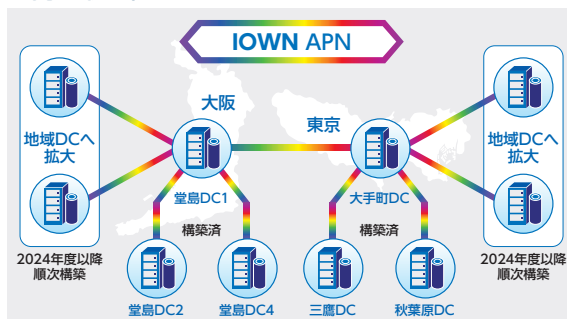 IOWN APN
大阪
東京
地域DCへ
拡大
堂島DC1
大手町DC
地域DCへ
拡大
2024年度以降
順次構築
構築済
構築済
2024年度以降
順次構築
堂島DC2
堂島DC4
三鷹DC
秋葉原DC